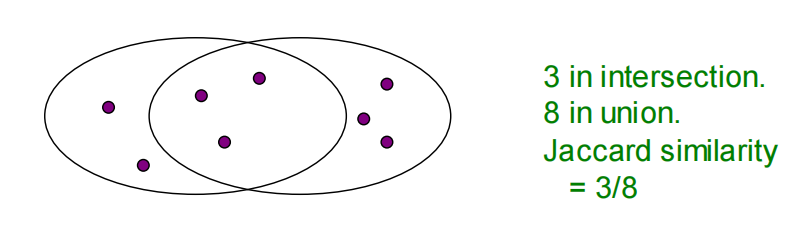 3 in intersection.
8 in union.
Jaccard similarity
= 3/8